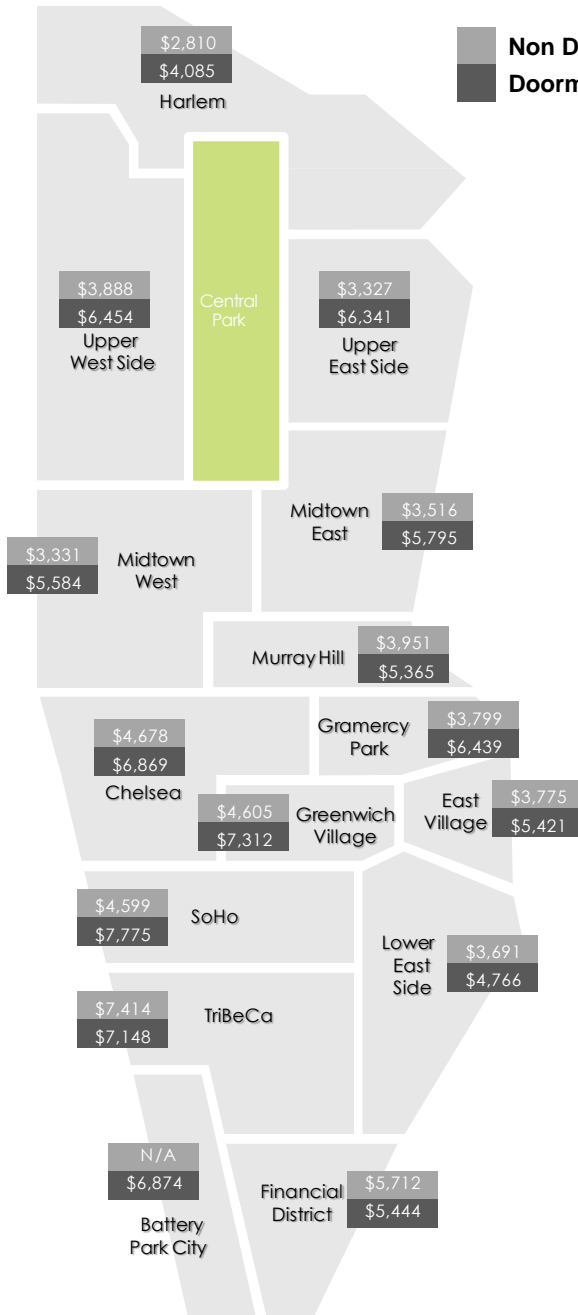 $2,810
$4,085
Harlem
Non D
Doorm
$3,888
$6,454
Upper
West Side
Central
Park
$3,327
$6,341
Upper
East Side
Midtown
East
$3,516
$5,795
$3,331
$5,584
Midtown
West
Murray Hill
$3,951
$5,365
$4,678
$6,869
Chelsea
Gramercy
Park
$3,799
$6,439
$4,605
$7,312
Greenwich
Village
East
Village
$3,775
$5,421
$4,599
$7,775
SoHo
Lower
East
Side
$3,691
$4,766
$7,414
$7,148
TriBeCa
N/A
$6,874
Battery
Park City
Financial
District
$5,712
$5,444